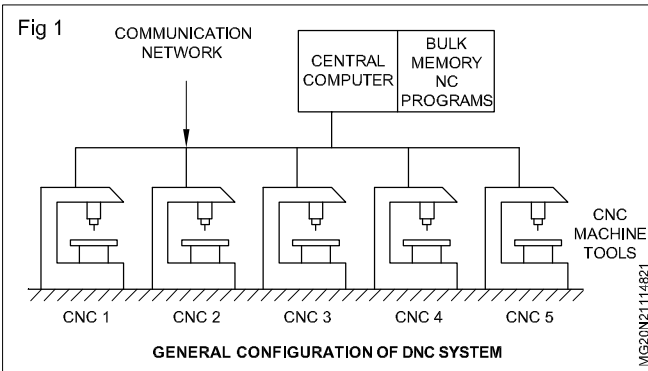 Fig 1
COMMUNICATION
NETWORK
CENTRAL
COMPUTER
BULK
MEMORY
NC
PROGRAMS
CNC
MACHINE
TOOLS
CNC 1
CNC 2
CNC 3
CNC 4
CNC 5
GENERAL CONFIGURATION OF DNC SYSTEM
MG20N21114821